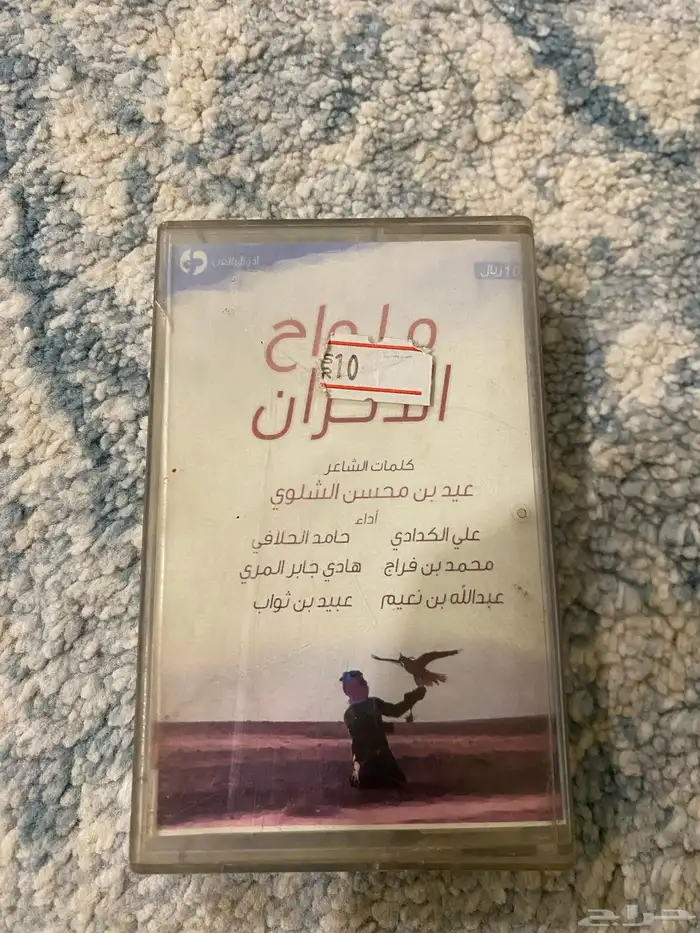 10 ريال
ملواح
SR 10
كلمات الشاعر
عيد بن محسن الشلوي
أداء
علي الكدادي حامد الحلافي
محمد بن فراج هادي جابر المري
عبدالله بن نعيم عبيد بن ثواب
حراج